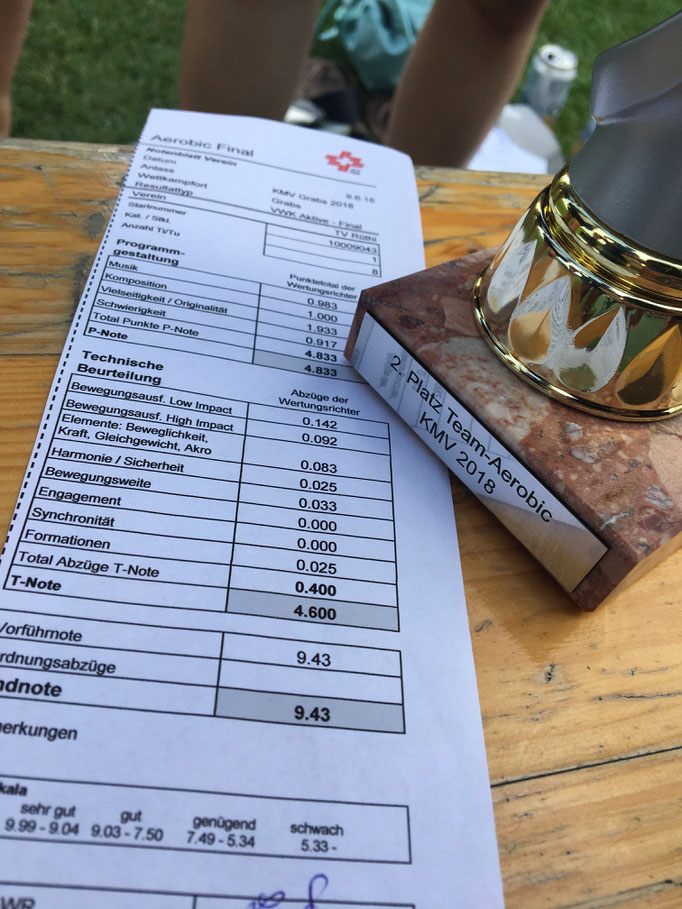 Aerobic Final
Notenblatt Verein
Datum 9.6.18
Anlass KMV Grabs 2018
Wettkampfort Grabs
Resultattyp VWK Aktive - Final
Verein TV Rüthi
Startnummer 10009043
Kat. / Stkl. 1
Anzahl Ti/Tu 8
Programm-
gestaltung
Punktetotal der
Wertungsrichter
Musik 0.983
Komposition 1.000
Vielseitigkeit / Originalität 1.933
Schwierigkeit 0.917
Total Punkte P-Note 4.833
P-Note 4.833
Technische
Beurteilung
Abzüge der
Wertungsrichter
Bewegungsausf. Low Impact 0.142
Bewegungsausf. High Impact 0.092
Elemente: Beweglichkeit,
Kraft, Gleichgewicht, Akro 0.083
Harmonie / Sicherheit 0.025
Bewegungsweite 0.033
Engagement 0.000
Synchronität 0.000
Formationen 0.025
Total Abzüge T-Note 0.400
T-Note 4.600
Vorführnote 9.43
rdnungsabzüge
ndnote 9.43
nerkungen
kala
sehr gut gut genügend schwach
9.99 - 9.04 9.03 - 7.50 7.49 - 5.34 5.33 -
WR
2. Platz Team-Aerobic
KMV 2018